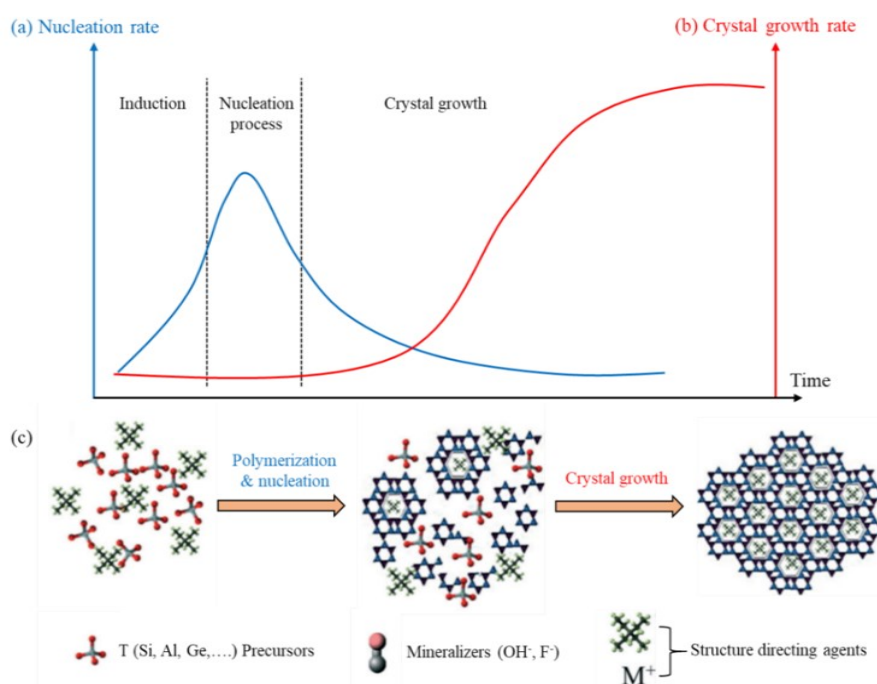 (a) Nucleation rate
(b) Crystal growth rate
Induction
Nucleation
process
Crystal growth
Time
(c)
Polymerization
& nucleation
Crystal growth
T (Si, Al, Ge,....) Precursors
Mineralizers (OH⁻, F⁻)
M⁺
Structure directing agents